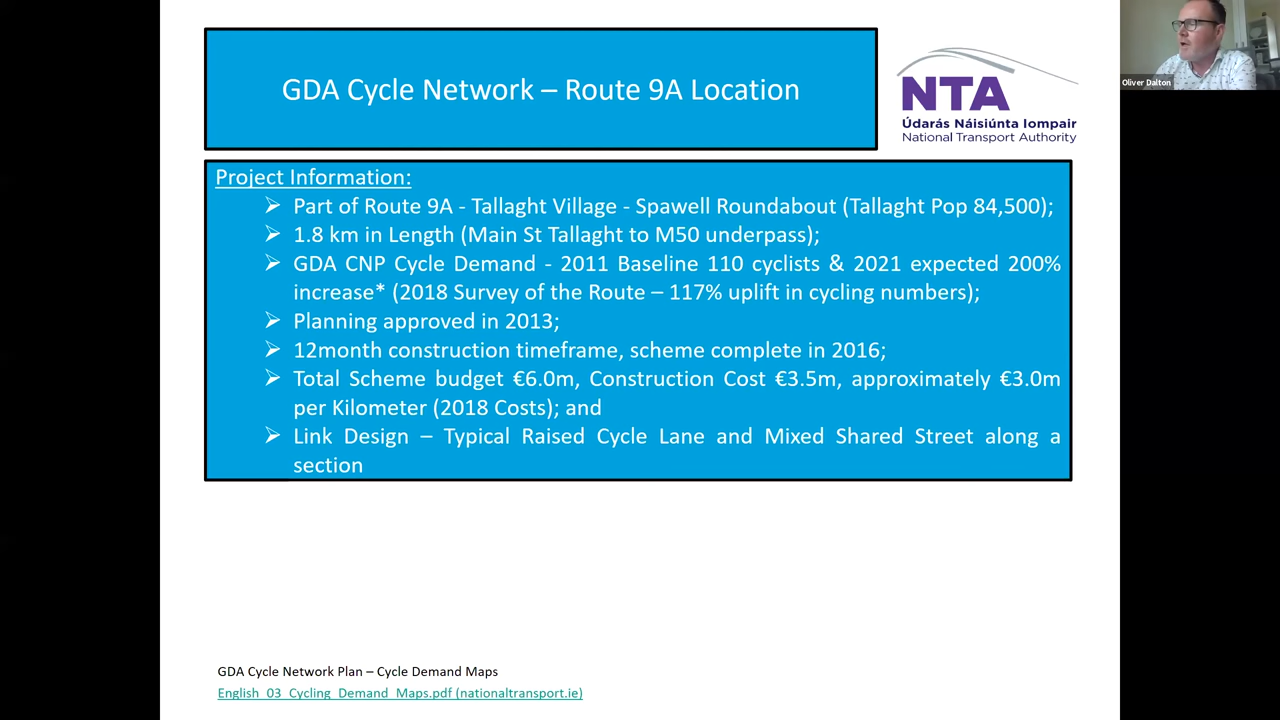 GDA Cycle Network – Route 9A Location
NTA
Údarás Náisiúnta Iompair
National Transport Authority
Oliver Dalton
Project Information:
➢ Part of Route 9A - Tallaght Village - Spawell Roundabout (Tallaght Pop 84,500);
➢ 1.8 km in Length (Main St Tallaght to M50 underpass);
➢ GDA CNP Cycle Demand - 2011 Baseline 110 cyclists & 2021 expected 200%
increase* (2018 Survey of the Route – 117% uplift in cycling numbers);
➢ Planning approved in 2013;
➢ 12month construction timeframe, scheme complete in 2016;
➢ Total Scheme budget €6.0m, Construction Cost €3.5m, approximately €3.0m
per Kilometer (2018 Costs); and
➢ Link Design – Typical Raised Cycle Lane and Mixed Shared Street along a
section
GDA Cycle Network Plan – Cycle Demand Maps
English_03_Cycling_Demand_Maps.pdf (nationaltransport.ie)